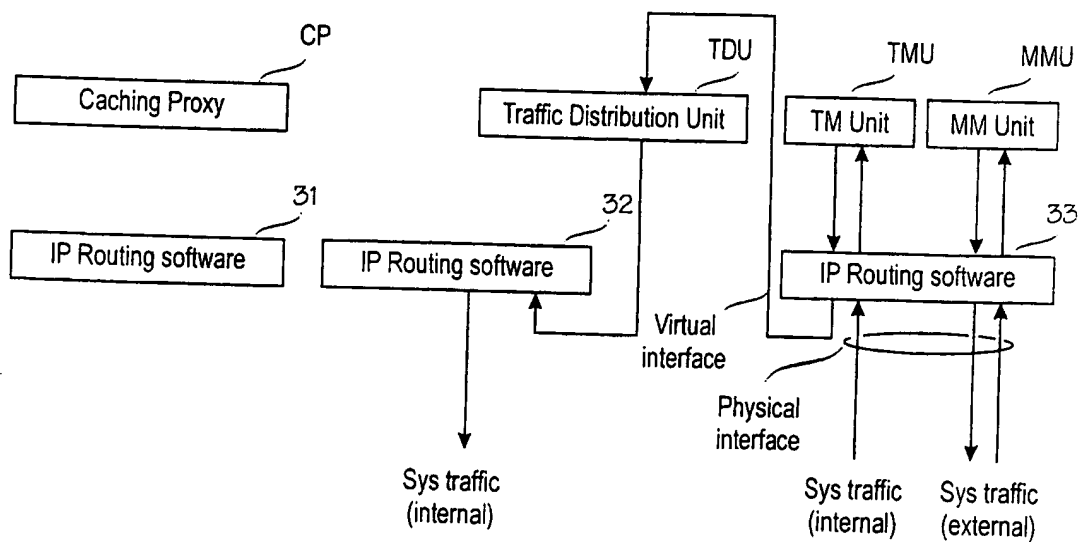 CP
TDU
TMU
MMU
Caching Proxy
Traffic Distribution Unit
TM Unit
MM Unit
31
32
33
IP Routing software
IP Routing software
IP Routing software
Virtual
interface
Physical
interface
Sys traffic
(internal)
Sys traffic
(internal)
Sys traffic
(external)